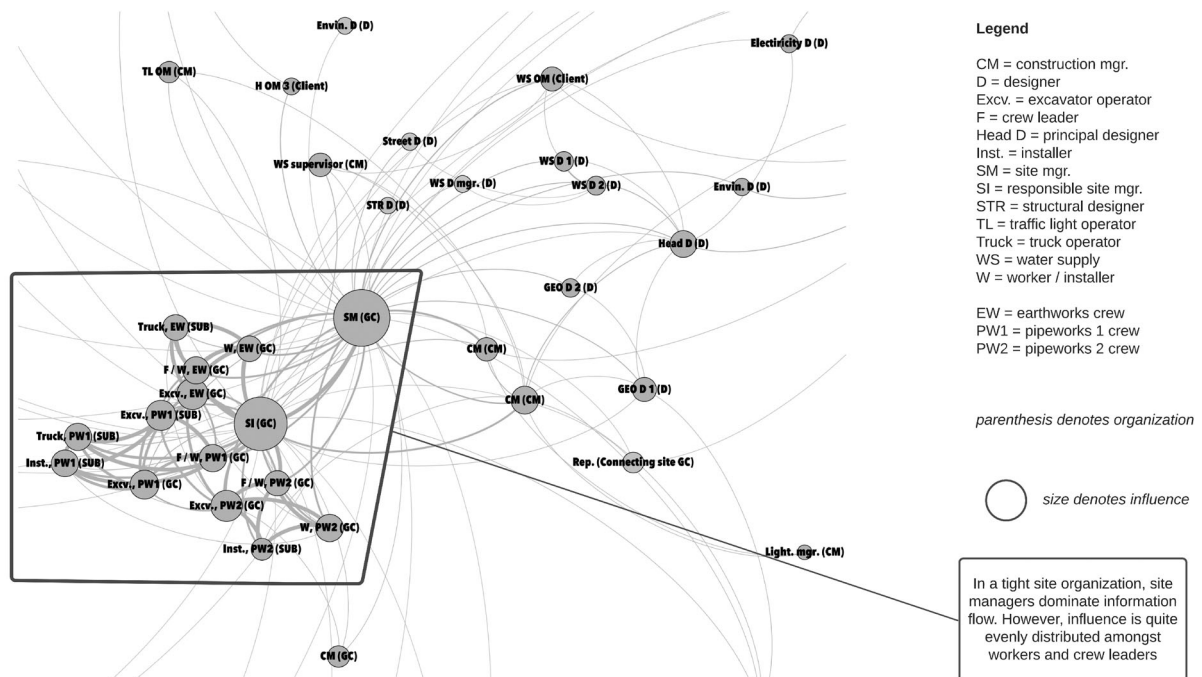 Envin. D (D)
Electiricity D (D)
TL OM (CM)
H OM 3 (Client)
WS OM (Client)
Street D (D)
WS supervisor (CM)
WS D 1 (D)
WS D mgr. (D)
WS D 2 (D)
Envin. D (D)
STR D (D)
Head D (D)
GEO D 2 (D)
SM (GC)
Truck, EW (SUB)
W, EW (GC)
CM (CM)
F / W, EW (GC)
Excv., EW (GC)
GEO D 1 (D)
CM (CM)
Excv., PW1 (SUB)
SI (GC)
Truck, PW1 (SUB)
F / W, PW1 (GC)
Inst., PW1 (SUB)
Rep. (Connecting site GC)
Excv., PW1 (GC)
F / W, PW2 (GC)
Excv., PW2 (GC)
W, PW2 (GC)
Inst., PW2 (SUB)
Light. mgr. (CM)
CM (GC)
Legend
CM = construction mgr.
D = designer
Excv. = excavator operator
F = crew leader
Head D = principal designer
Inst. = installer
SM = site mgr.
SI = responsible site mgr.
STR = structural designer
TL = traffic light operator
Truck = truck operator
WS = water supply
W = worker / installer
EW = earthworks crew
PW1 = pipeworks 1 crew
PW2 = pipeworks 2 crew
parenthesis denotes organization
size denotes influence
In a tight site organization, site
managers dominate information
flow. However, influence is quite
evenly distributed amongst
workers and crew leaders